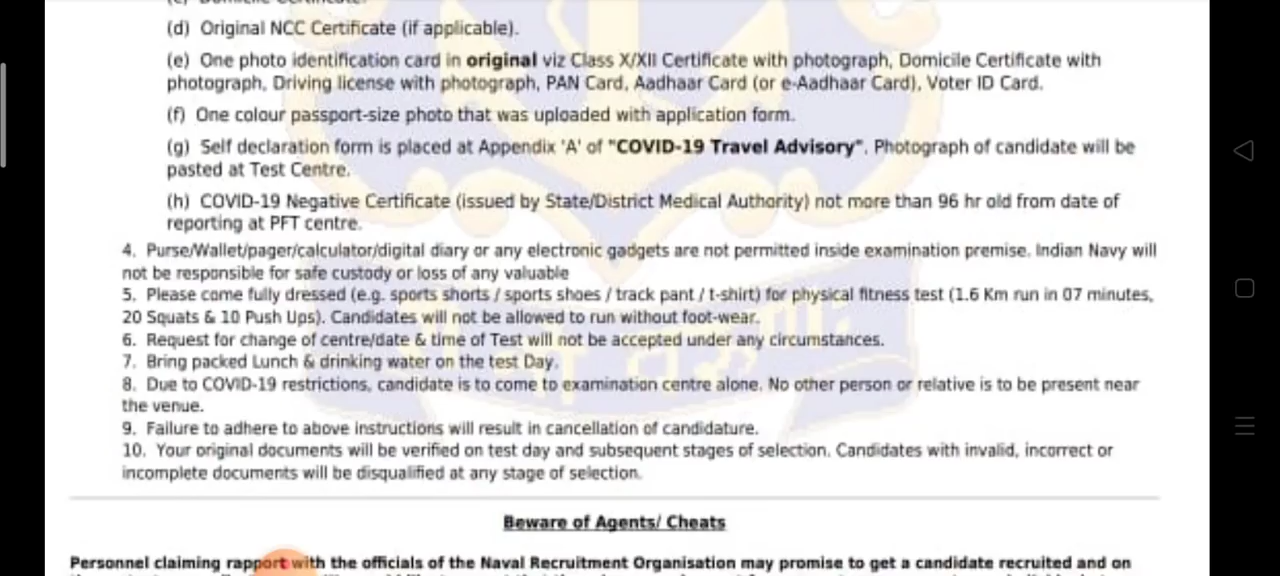 (d) Original NCC Certificate (if applicable).
(e) One photo identification card in original viz Class X/XII Certificate with photograph, Domicile Certificate with
photograph, Driving license with photograph, PAN Card, Aadhaar Card (or e-Aadhaar Card), Voter ID Card.
(f) One colour passport-size photo that was uploaded with application form.
(g) Self declaration form is placed at Appendix 'A' of "COVID-19 Travel Advisory". Photograph of candidate will be
pasted at Test Centre.
(h) COVID-19 Negative Certificate (issued by State/District Medical Authority) not more than 96 hr old from date of
reporting at PFT centre.
4. Purse/Wallet/pager/calculator/digital diary or any electronic gadgets are not permitted inside examination premise. Indian Navy will
not be responsible for safe custody or loss of any valuable
5. Please come fully dressed (e.g. sports shorts / sports shoes / track pant / t-shirt) for physical fitness test (1.6 Km run in 07 minutes,
20 Squats & 10 Push Ups). Candidates will not be allowed to run without foot-wear.
6. Request for change of centre/date & time of Test will not be accepted under any circumstances.
7. Bring packed Lunch & drinking water on the test Day.
8. Due to COVID-19 restrictions, candidate is to come to examination centre alone. No other person or relative is to be present near
the venue.
9. Failure to adhere to above instructions will result in cancellation of candidature.
10. Your original documents will be verified on test day and subsequent stages of selection. Candidates with invalid, incorrect or
incomplete documents will be disqualified at any stage of selection.
Beware of Agents/ Cheats
Personnel claiming rapport with the officials of the Naval Recruitment Organisation may promise to get a candidate recruited and on